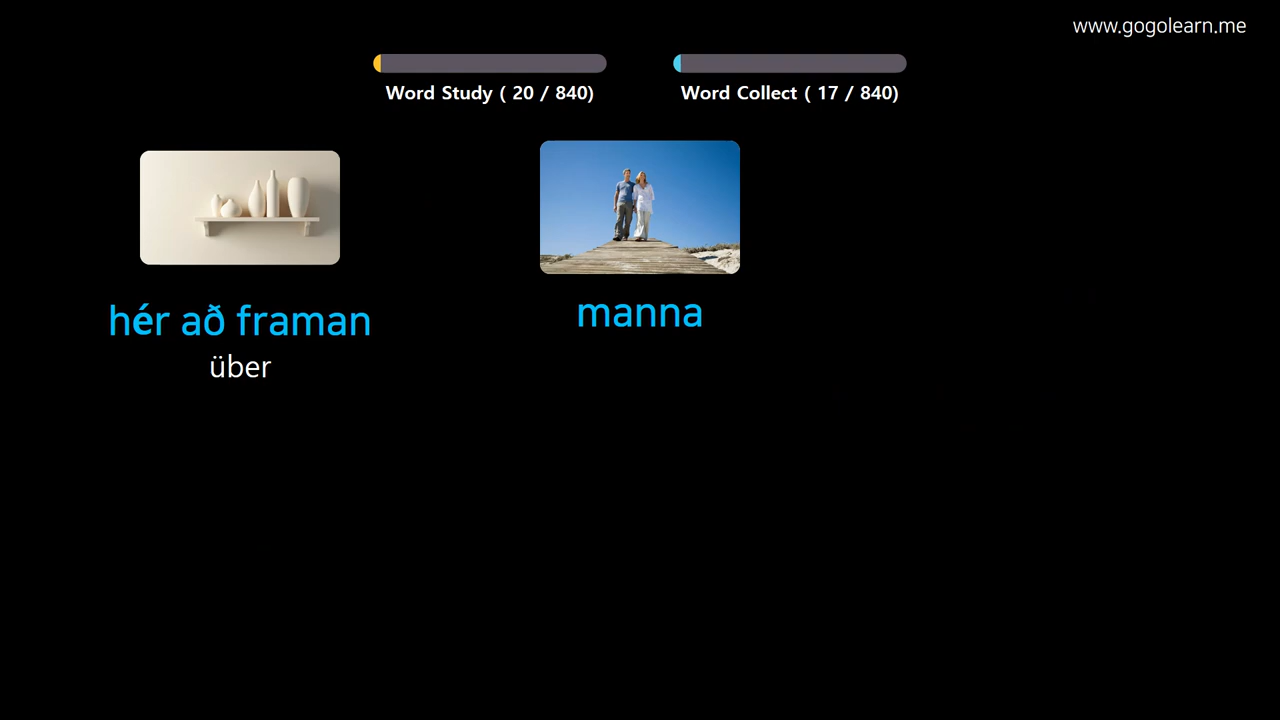 www.gogolearn.me
Word Study ( 20 / 840)
Word Collect ( 17 / 840)
hér að framan
über
manna